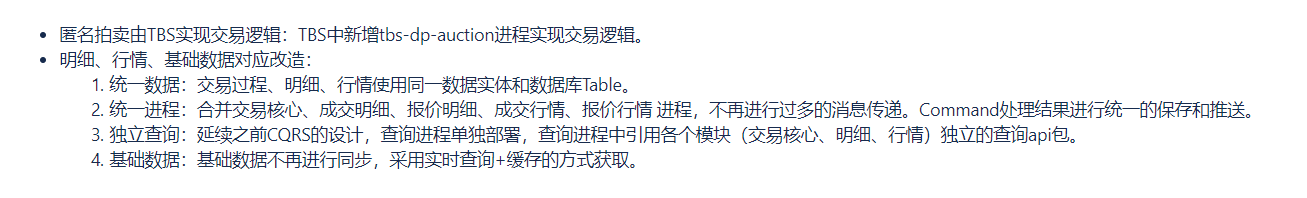 • 匿名拍卖由TBS实现交易逻辑：TBS中新增tbs-dp-auction进程实现交易逻辑。
• 明细、行情、基础数据对应改造：
1. 统一数据：交易过程、明细、行情使用同一数据实体和数据库Table。
2. 统一进程：合并交易核心、成交明细、报价明细、成交行情、报价行情 进程，不再进行过多的消息传递。Command处理结果进行统一的保存和推送。
3. 独立查询：延续之前CQRS的设计，查询进程单独部署，查询进程中引用各个模块（交易核心、明细、行情）独立的查询api包。
4. 基础数据：基础数据不再进行同步，采用实时查询+缓存的方式获取。